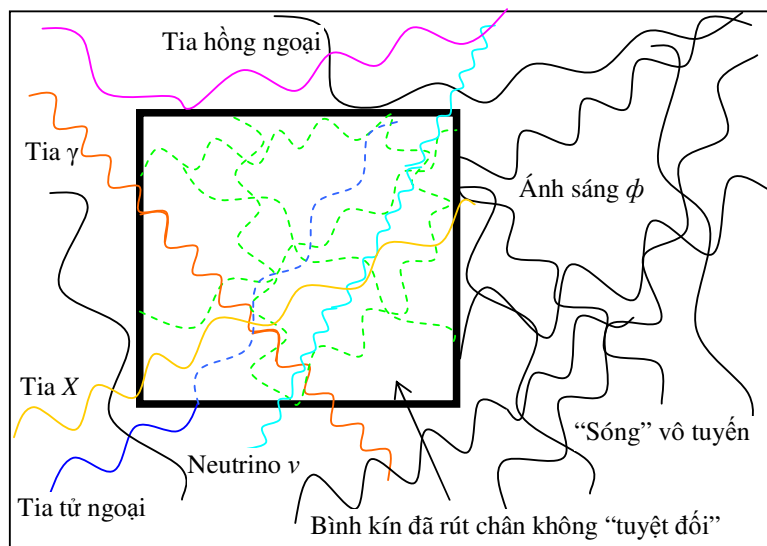 Tia hồng ngoại
Tia γ
Ánh sáng ϕ
Tia X
"Sóng" vô tuyến
Neutrino ν
Tia tử ngoại
Bình kín đã rút chân không "tuyệt đối"